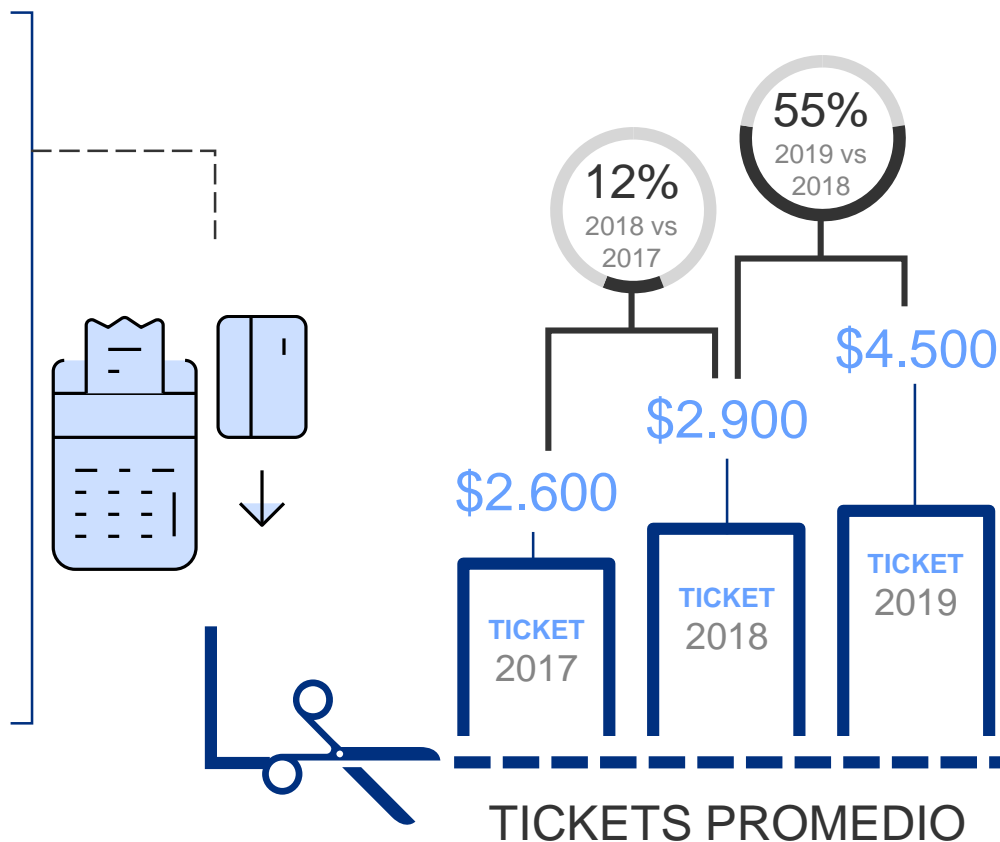 55%
2019 vs
2018
12%
2018 vs
2017
$4.500
$2.900
$2.600
TICKET
2019
TICKET
2018
TICKET
2017
TICKETS PROMEDIO